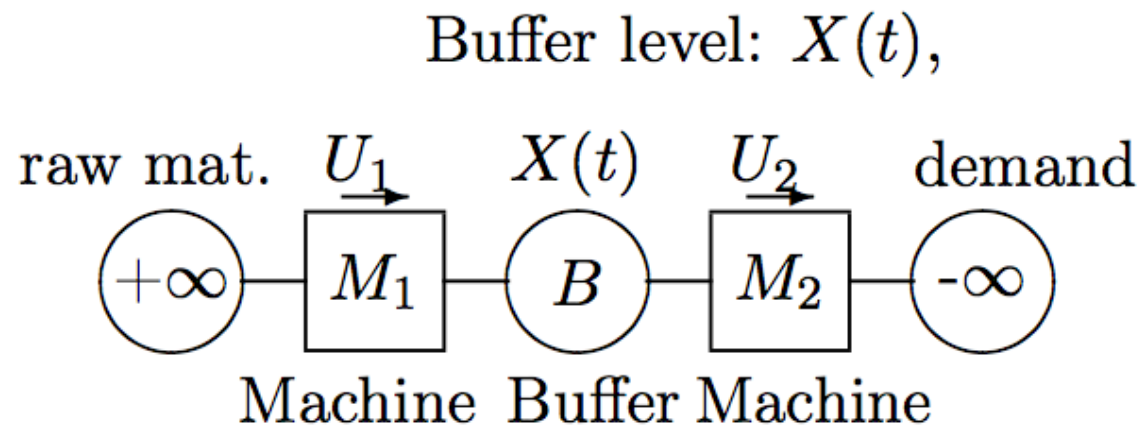 Buffer level: X(t),
raw mat. U₁ X(t) U₂ demand
+∞ M₁ B M₂ -∞
Machine Buffer Machine